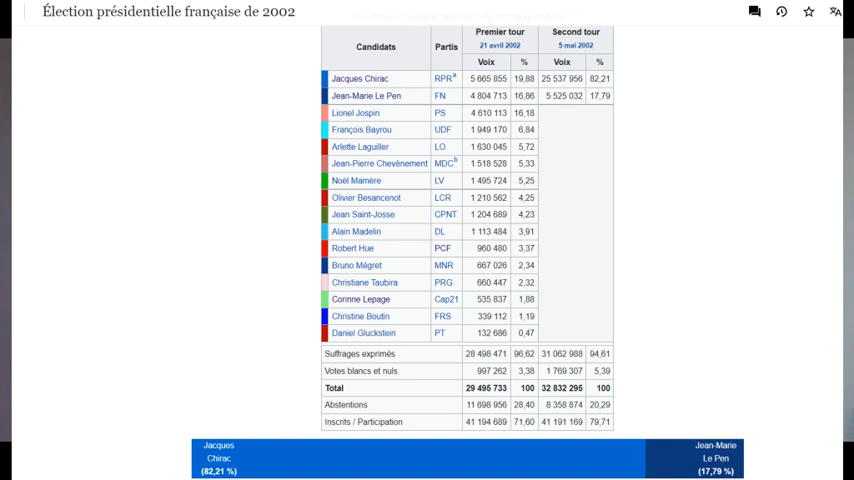 Élection présidentielle française de 2002
Candidats Partis Premier tour Second tour
21 avril 2002 5 mai 2002
Voix % Voix %
Jacques Chirac RPRa 5 665 855 19,88 25 537 956 82,21
Jean-Marie Le Pen FN 4 804 713 16,86 5 525 032 17,79
Lionel Jospin PS 4 610 113 16,18
François Bayrou UDF 1 949 170 6,84
Arlette Laguiller LO 1 630 045 5,72
Jean-Pierre Chevènement MDCb 1 518 528 5,33
Noël Mamère LV 1 495 724 5,25
Olivier Besancenot LCR 1 210 562 4,25
Jean Saint-Josse CPNT 1 204 689 4,23
Alain Madelin DL 1 113 484 3,91
Robert Hue PCF 960 480 3,37
Bruno Mégret MNR 667 026 2,34
Christiane Taubira PRG 660 447 2,32
Corinne Lepage Cap21 535 837 1,88
Christine Boutin FRS 339 112 1,19
Daniel Gluckstein PT 132 686 0,47
Suffrages exprimés 28 498 471 96,62 31 062 988 94,61
Votes blancs et nuls 997 262 3,38 1 769 307 5,39
Total 29 495 733 100 32 832 295 100
Abstentions 11 698 956 28,40 8 358 874 20,29
Inscrits / Participation 41 194 689 71,60 41 191 169 79,71
Jacques Jean-Marie
Chirac Le Pen
(82,21 %) (17,79 %)